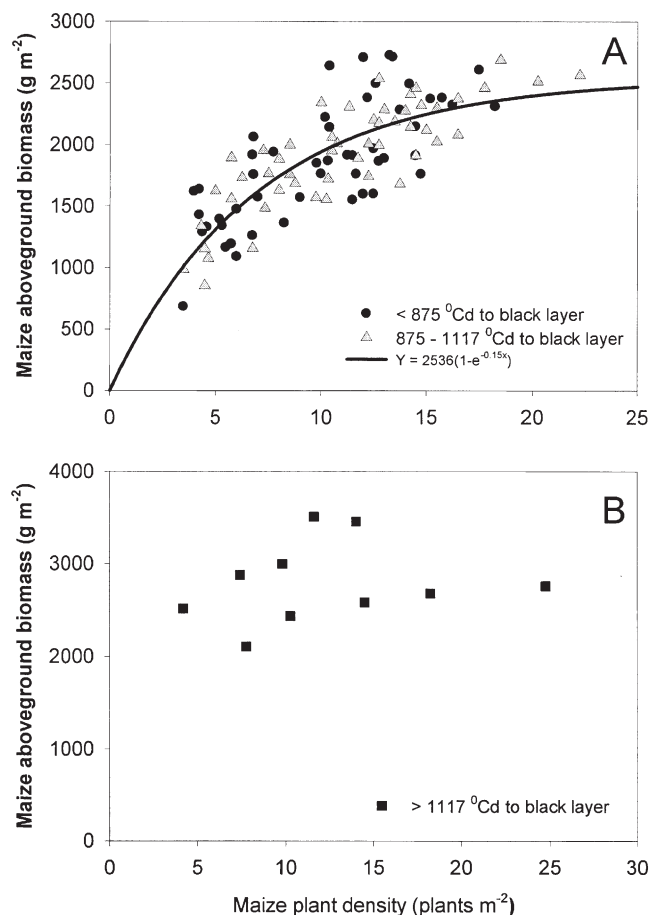 Maize aboveground biomass (g m-2)
3000
2500
2000
1500
1000
500
0
A
< 875 0Cd to black layer
875 - 1117 0Cd to black layer
Y = 2536(1-e-0.15x)
0 5 10 15 20 25
Maize aboveground biomass (g m-2)
4000
3000
2000
1000
0
B
> 1117 0Cd to black layer
0 5 10 15 20 25 30
Maize plant density (plants m-2)